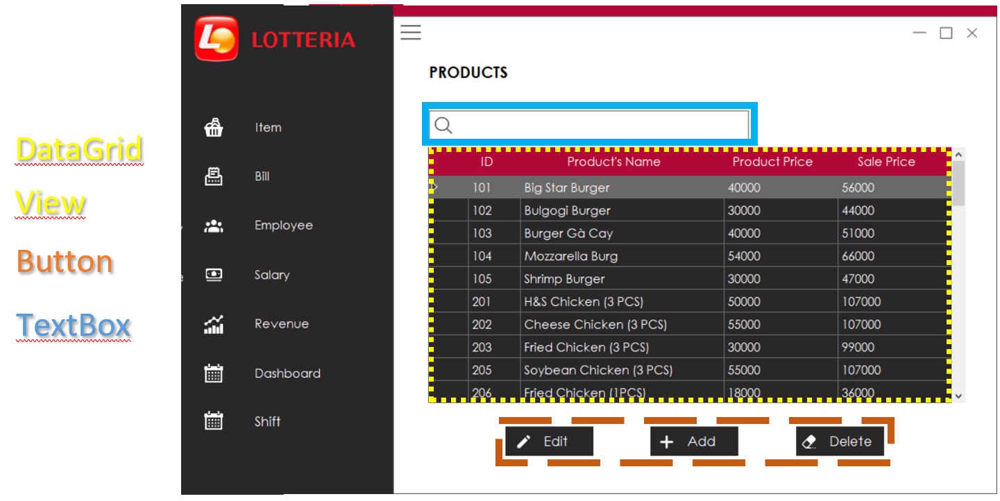 DataGrid
View
Button
TextBox
LOTTERIA
Item
Bill
Employee
Salary
Revenue
Dashboard
Shift
PRODUCTS
ID Product's Name Product Price Sale Price
101 Big Star Burger 40000 56000
102 Bulgogi Burger 30000 44000
103 Burger Gà Cay 40000 51000
104 Mozzarella Burg 54000 66000
105 Shrimp Burger 30000 47000
201 H&S Chicken (3 PCS) 50000 107000
202 Cheese Chicken (3 PCS) 55000 107000
203 Fried Chicken (3 PCS) 30000 99000
205 Soybean Chicken (3 PCS) 55000 107000
206 Fried Chicken (1PCS) 18000 36000
Edit Add Delete